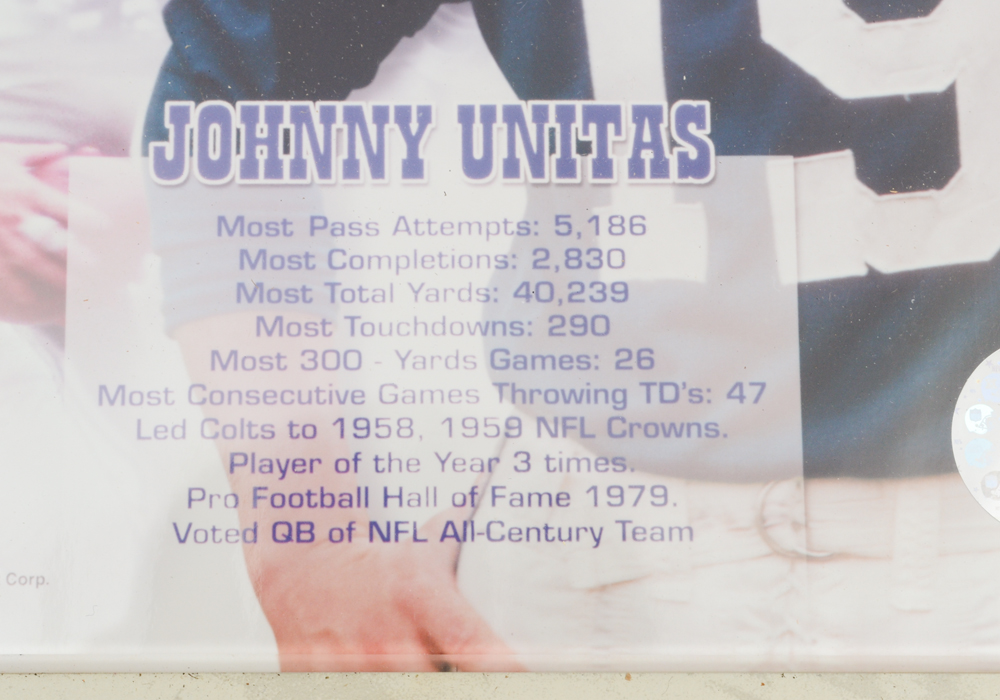 JOHNNY UNITAS
Most Pass Attempts: 5,186
Most Completions: 2,830
Most Total Yards: 40,239
Most Touchdowns: 290
Most 300 - Yards Games: 26
Most Consecutive Games Throwing TD's: 47
Led Colts to 1958, 1959 NFL Crowns.
Player of the Year 3 times.
Pro Football Hall of Fame 1979.
Voted QB of NFL All-Century Team
Corp.
19